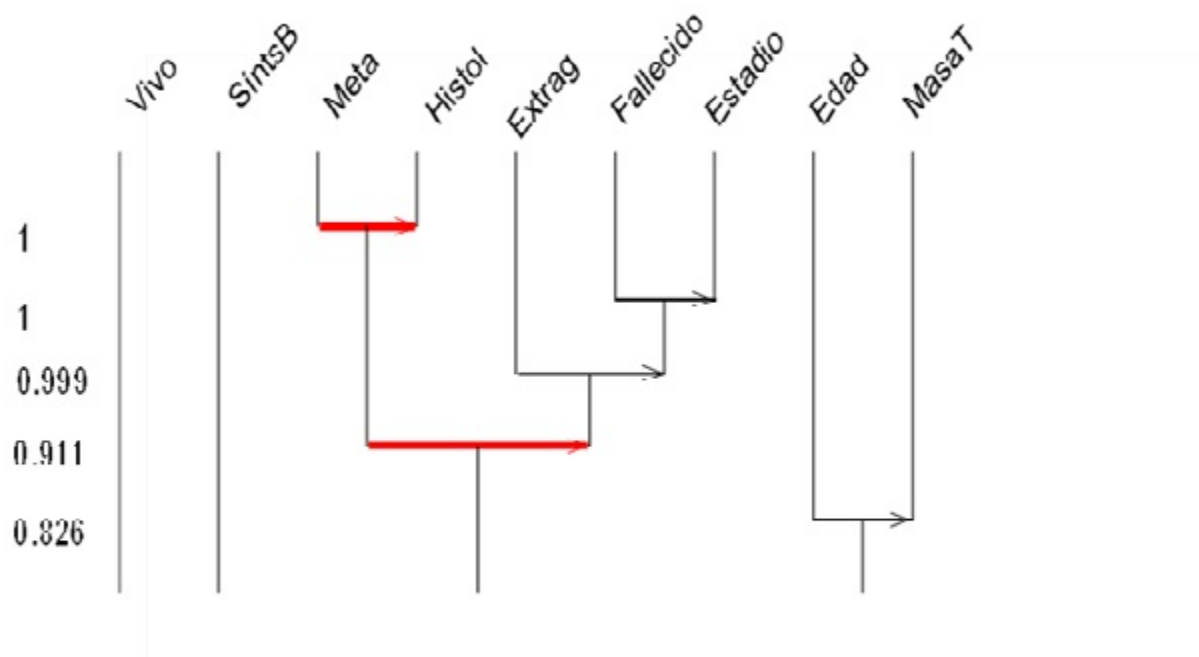 Vivo
SintsB
Meta
Histol
Extrag
Fallecido
Estadio
Edad
MasaT
1
1
0.999
0.911
0.826